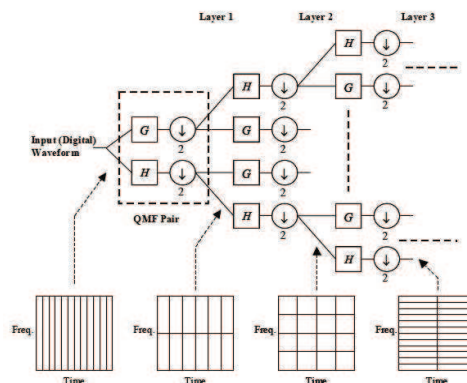 Layer 1 Layer 2 Layer 3
H ↓ 2
H ↓ 2 G ↓ 2
G ↓ 2 G ↓ 2
Input (Digital)
Waveform
H ↓ 2 G ↓ 2
QMF Pair
H ↓ 2 G ↓ 2
H ↓ 2
Freq. Freq. Freq. Freq.
Time Time Time Time